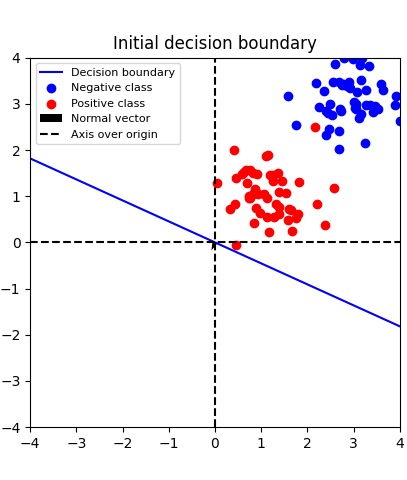 Initial decision boundary
Decision boundary
Negative class
Positive class
Normal vector
Axis over origin
4
3
2
1
0
−1
−2
−3
−4
−4 −3 −2 −1 0 1 2 3 4